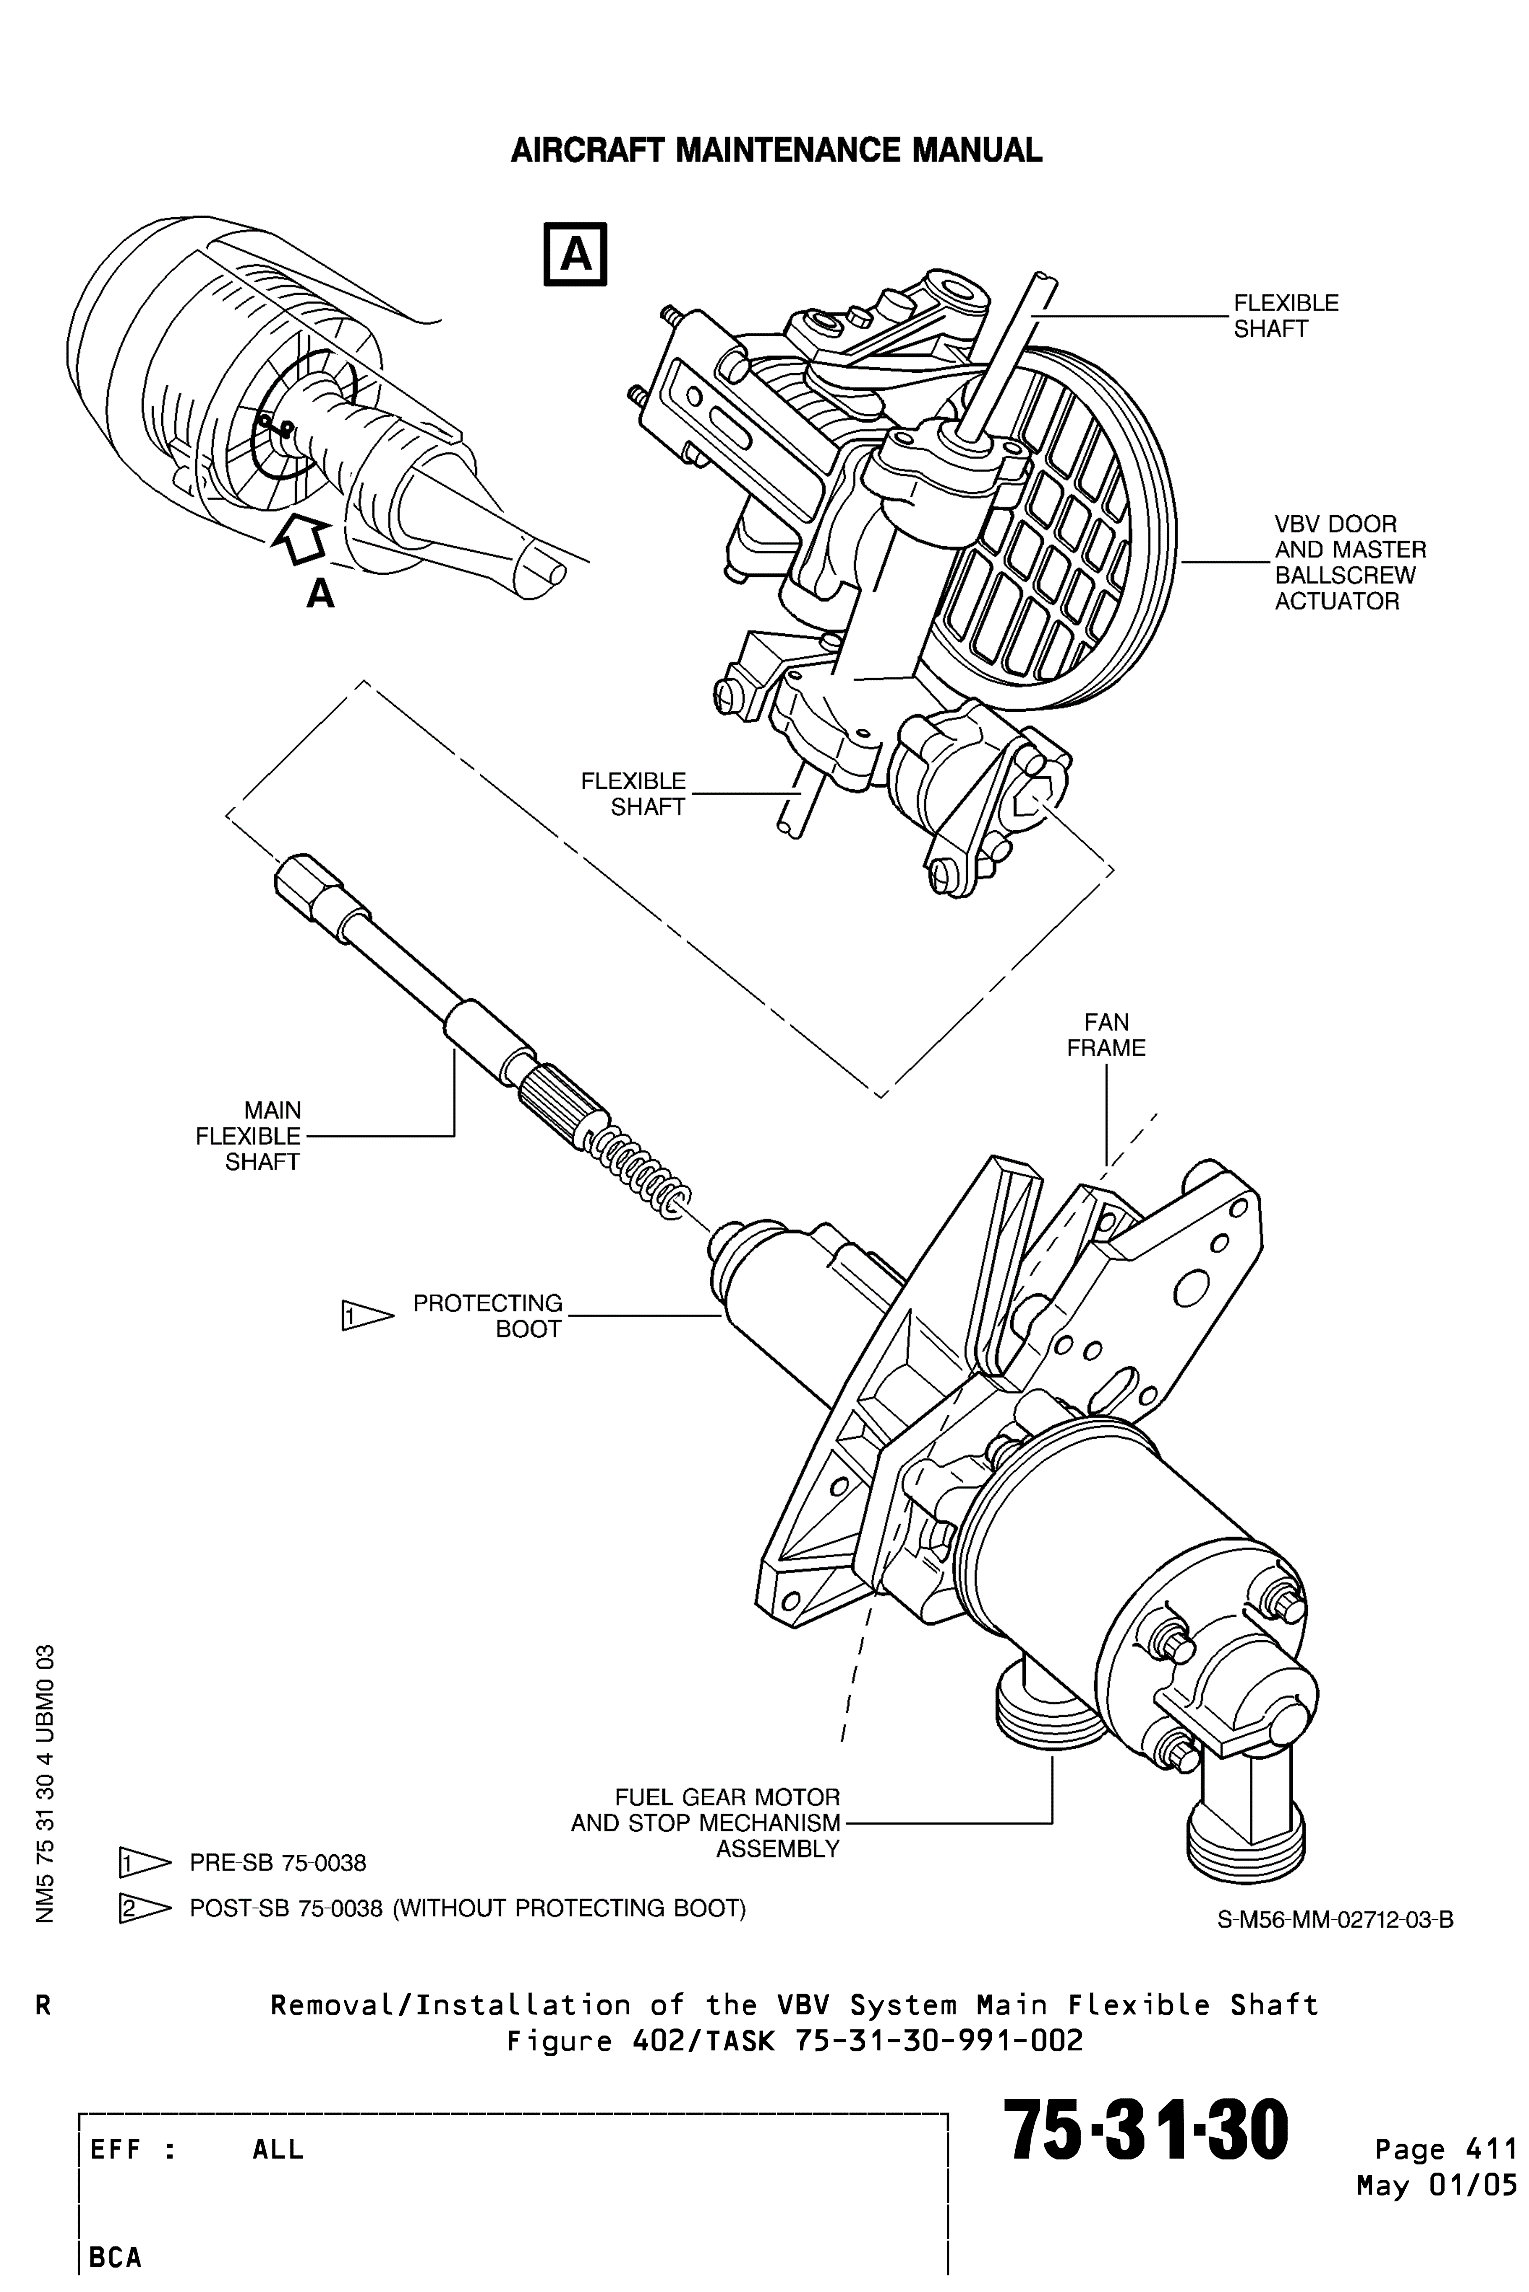 AIRCRAFT MAINTENANCE MANUAL
A
FLEXIBLE
SHAFT
VBV DOOR
AND MASTER
BALLSCREW
ACTUATOR
A
FLEXIBLE
SHAFT
FAN
FRAME
MAIN
FLEXIBLE
SHAFT
1
PROTECTING
BOOT
FUEL GEAR MOTOR
AND STOP MECHANISM
ASSEMBLY
1 PRE-SB 75-0038
2 POST-SB 75-0038 (WITHOUT PROTECTING BOOT)
NM5 75 31 30 4 UBM0 03
S-M56-MM-02712-03-B
R Removal/Installation of the VBV System Main Flexible Shaft
Figure 402/TASK 75-31-30-991-002
EFF : ALL
75-31-30
Page 411
May 01/05
BCA